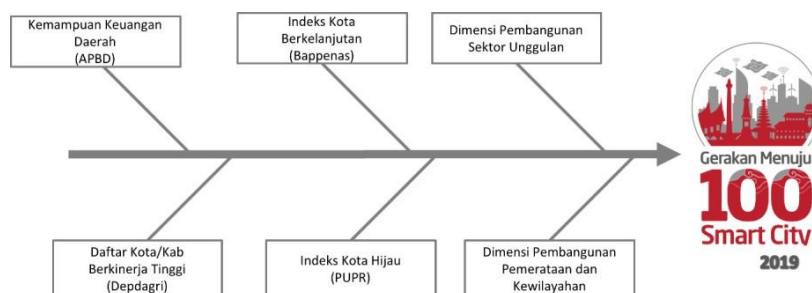 Kemampuan Keuangan
Daerah
(APBD)
Indeks Kota
Berkelanjutan
(Bappenas)
Dimensi Pembangunan
Sektor Unggulan
Gerakan Menuju
100
Smart City
2019
Daftar Kota/Kab
Berkinerja Tinggi
(Depdagri)
Indeks Kota Hijau
(PUPR)
Dimensi Pembangunan
Pemerataan dan
Kewilayahan